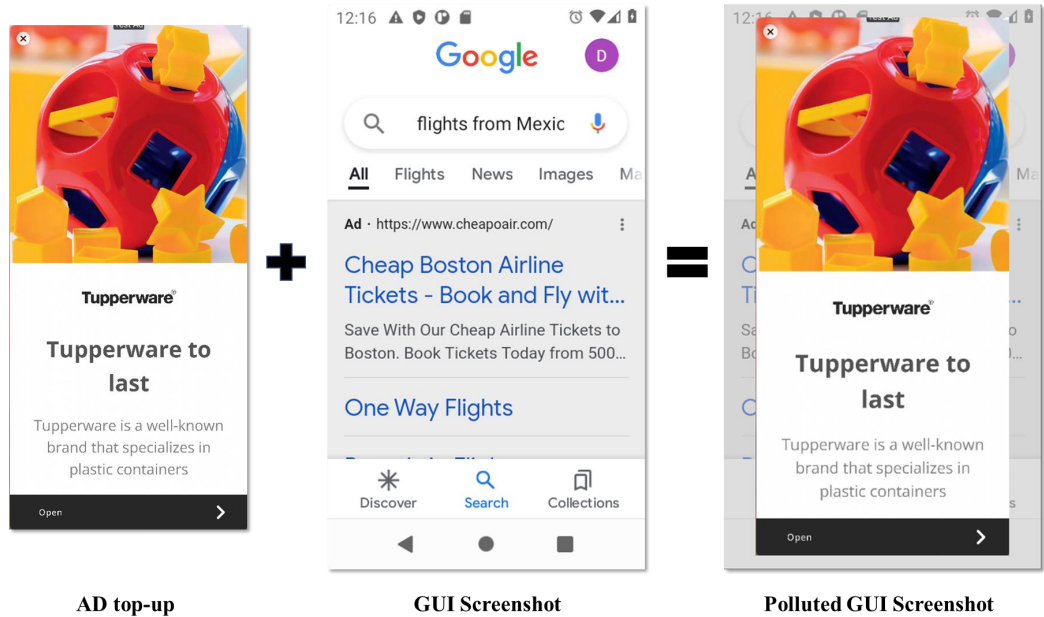 Tupperware®
Tupperware to
last
Tupperware is a well-known
brand that specializes in
plastic containers
Open
AD top-up
12:16
Google
D
flights from Mexic
All Flights News Images Ma
Ad · https://www.cheapoair.com/
Cheap Boston Airline
Tickets - Book and Fly wit...
Save With Our Cheap Airline Tickets to
Boston. Book Tickets Today from 500...
One Way Flights
Discover Search Collections
GUI Screenshot
12:16
Ma
Tupperware®
Tupperware to
last
Tupperware is a well-known
brand that specializes in
plastic containers
Open
Polluted GUI Screenshot